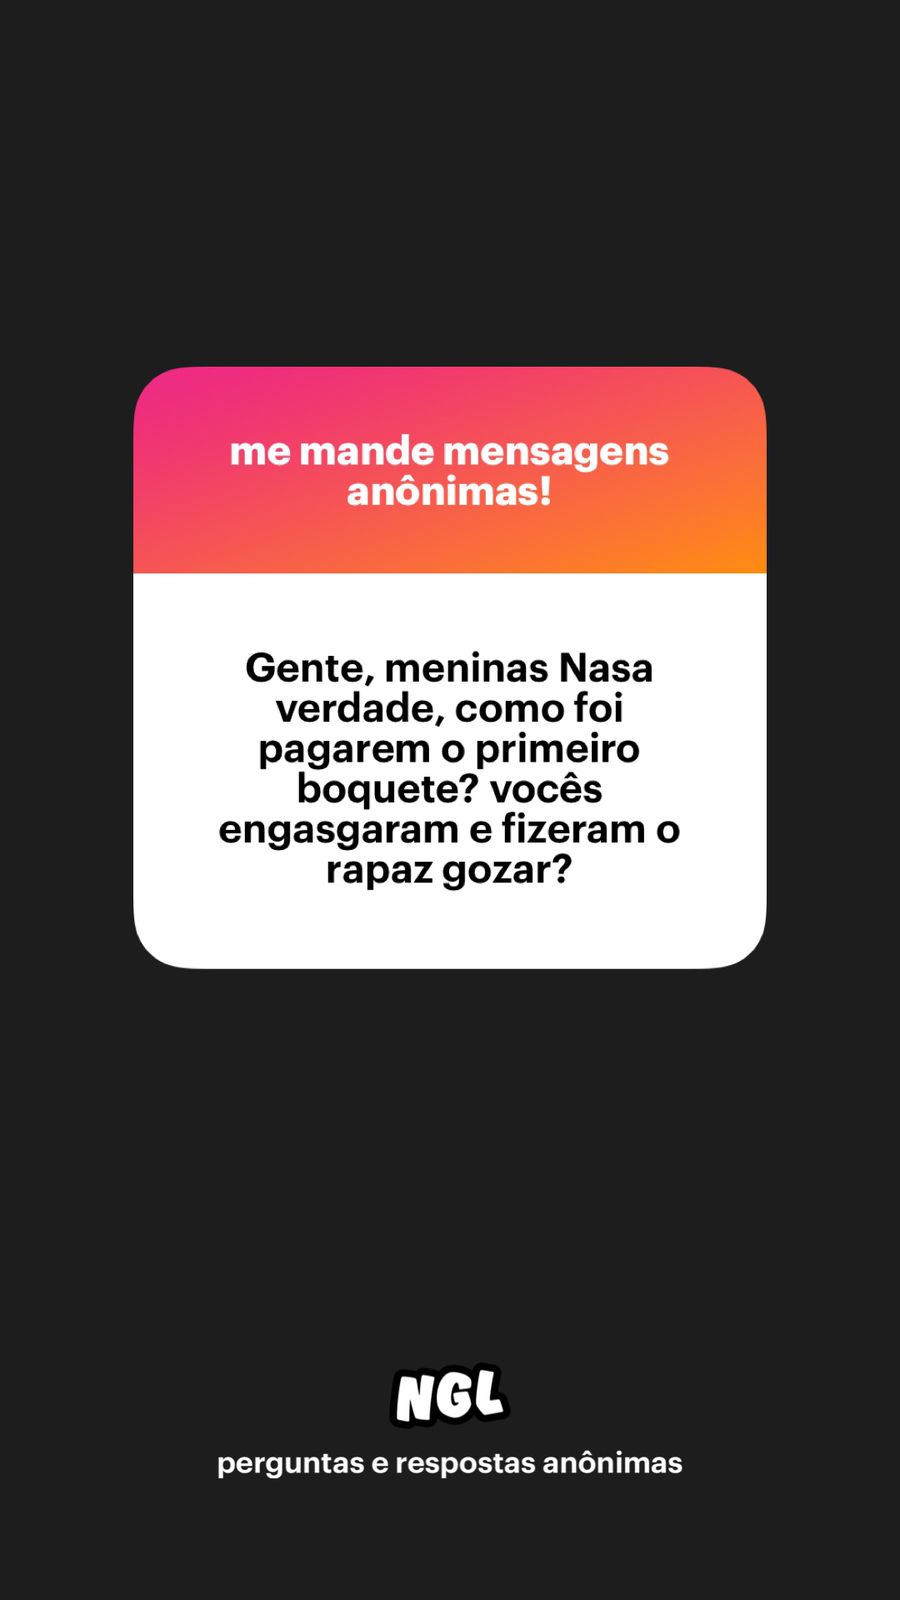 me mande mensagens
anônimas!
Gente, meninas Nasa
verdade, como foi
pagarem o primeiro
boquete? vocês
engasgaram e fizeram o
rapaz gozar?
NGL
perguntas e respostas anônimas